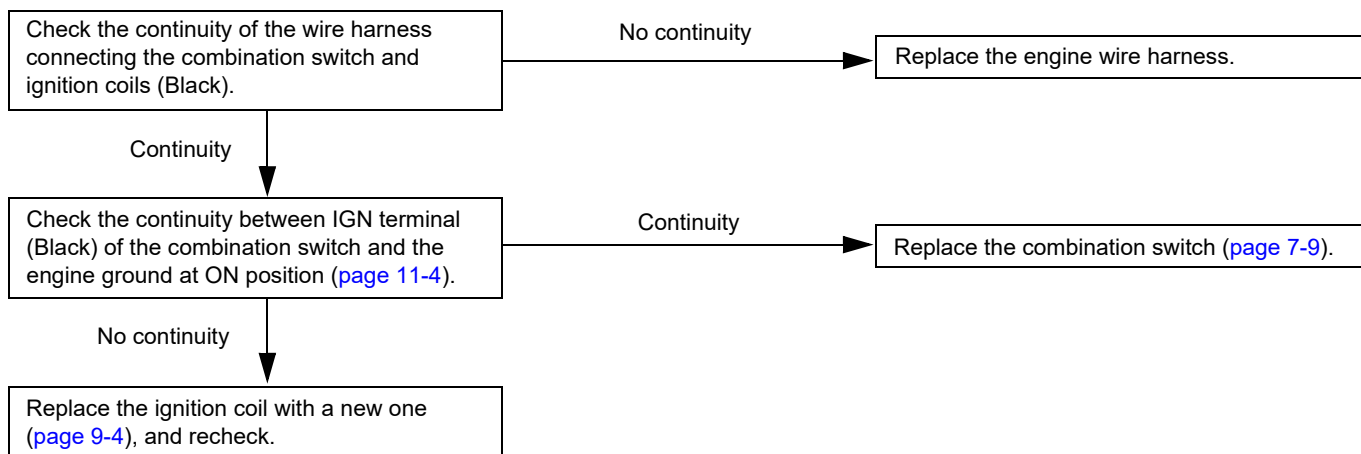 Check the continuity of the wire harness
connecting the combination switch and
ignition coils (Black).
No continuity
Replace the engine wire harness.
Continuity
Check the continuity between IGN terminal
(Black) of the combination switch and the
engine ground at ON position (page 11-4).
Continuity
Replace the combination switch (page 7-9).
No continuity
Replace the ignition coil with a new one
(page 9-4), and recheck.